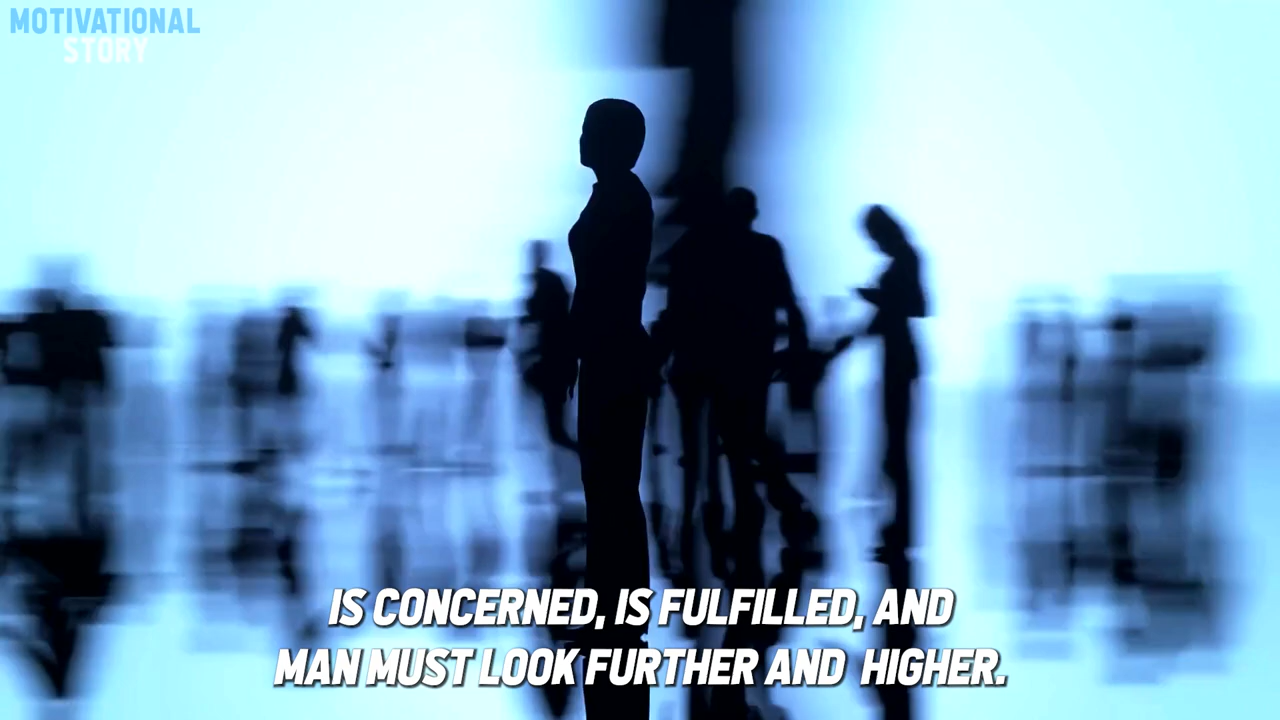 MOTIVATIONAL
STORY
IS CONCERNED, IS FULFILLED, AND
MAN MUST LOOK FURTHER AND HIGHER.